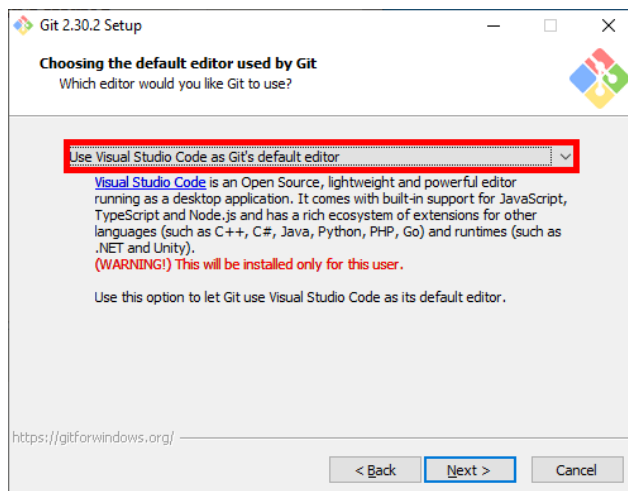 Git 2.30.2 Setup
Choosing the default editor used by Git
Which editor would you like Git to use?
Use Visual Studio Code as Git's default editor
Visual Studio Code is an Open Source, lightweight and powerful editor
running as a desktop application. It comes with built-in support for JavaScript,
TypeScript and Node.js and has a rich ecosystem of extensions for other
languages (such as C++, C#, Java, Python, PHP, Go) and runtimes (such as
.NET and Unity).
(WARNING!) This will be installed only for this user.
Use this option to let Git use Visual Studio Code as its default editor.
https://gitforwindows.org/
< Back Next > Cancel